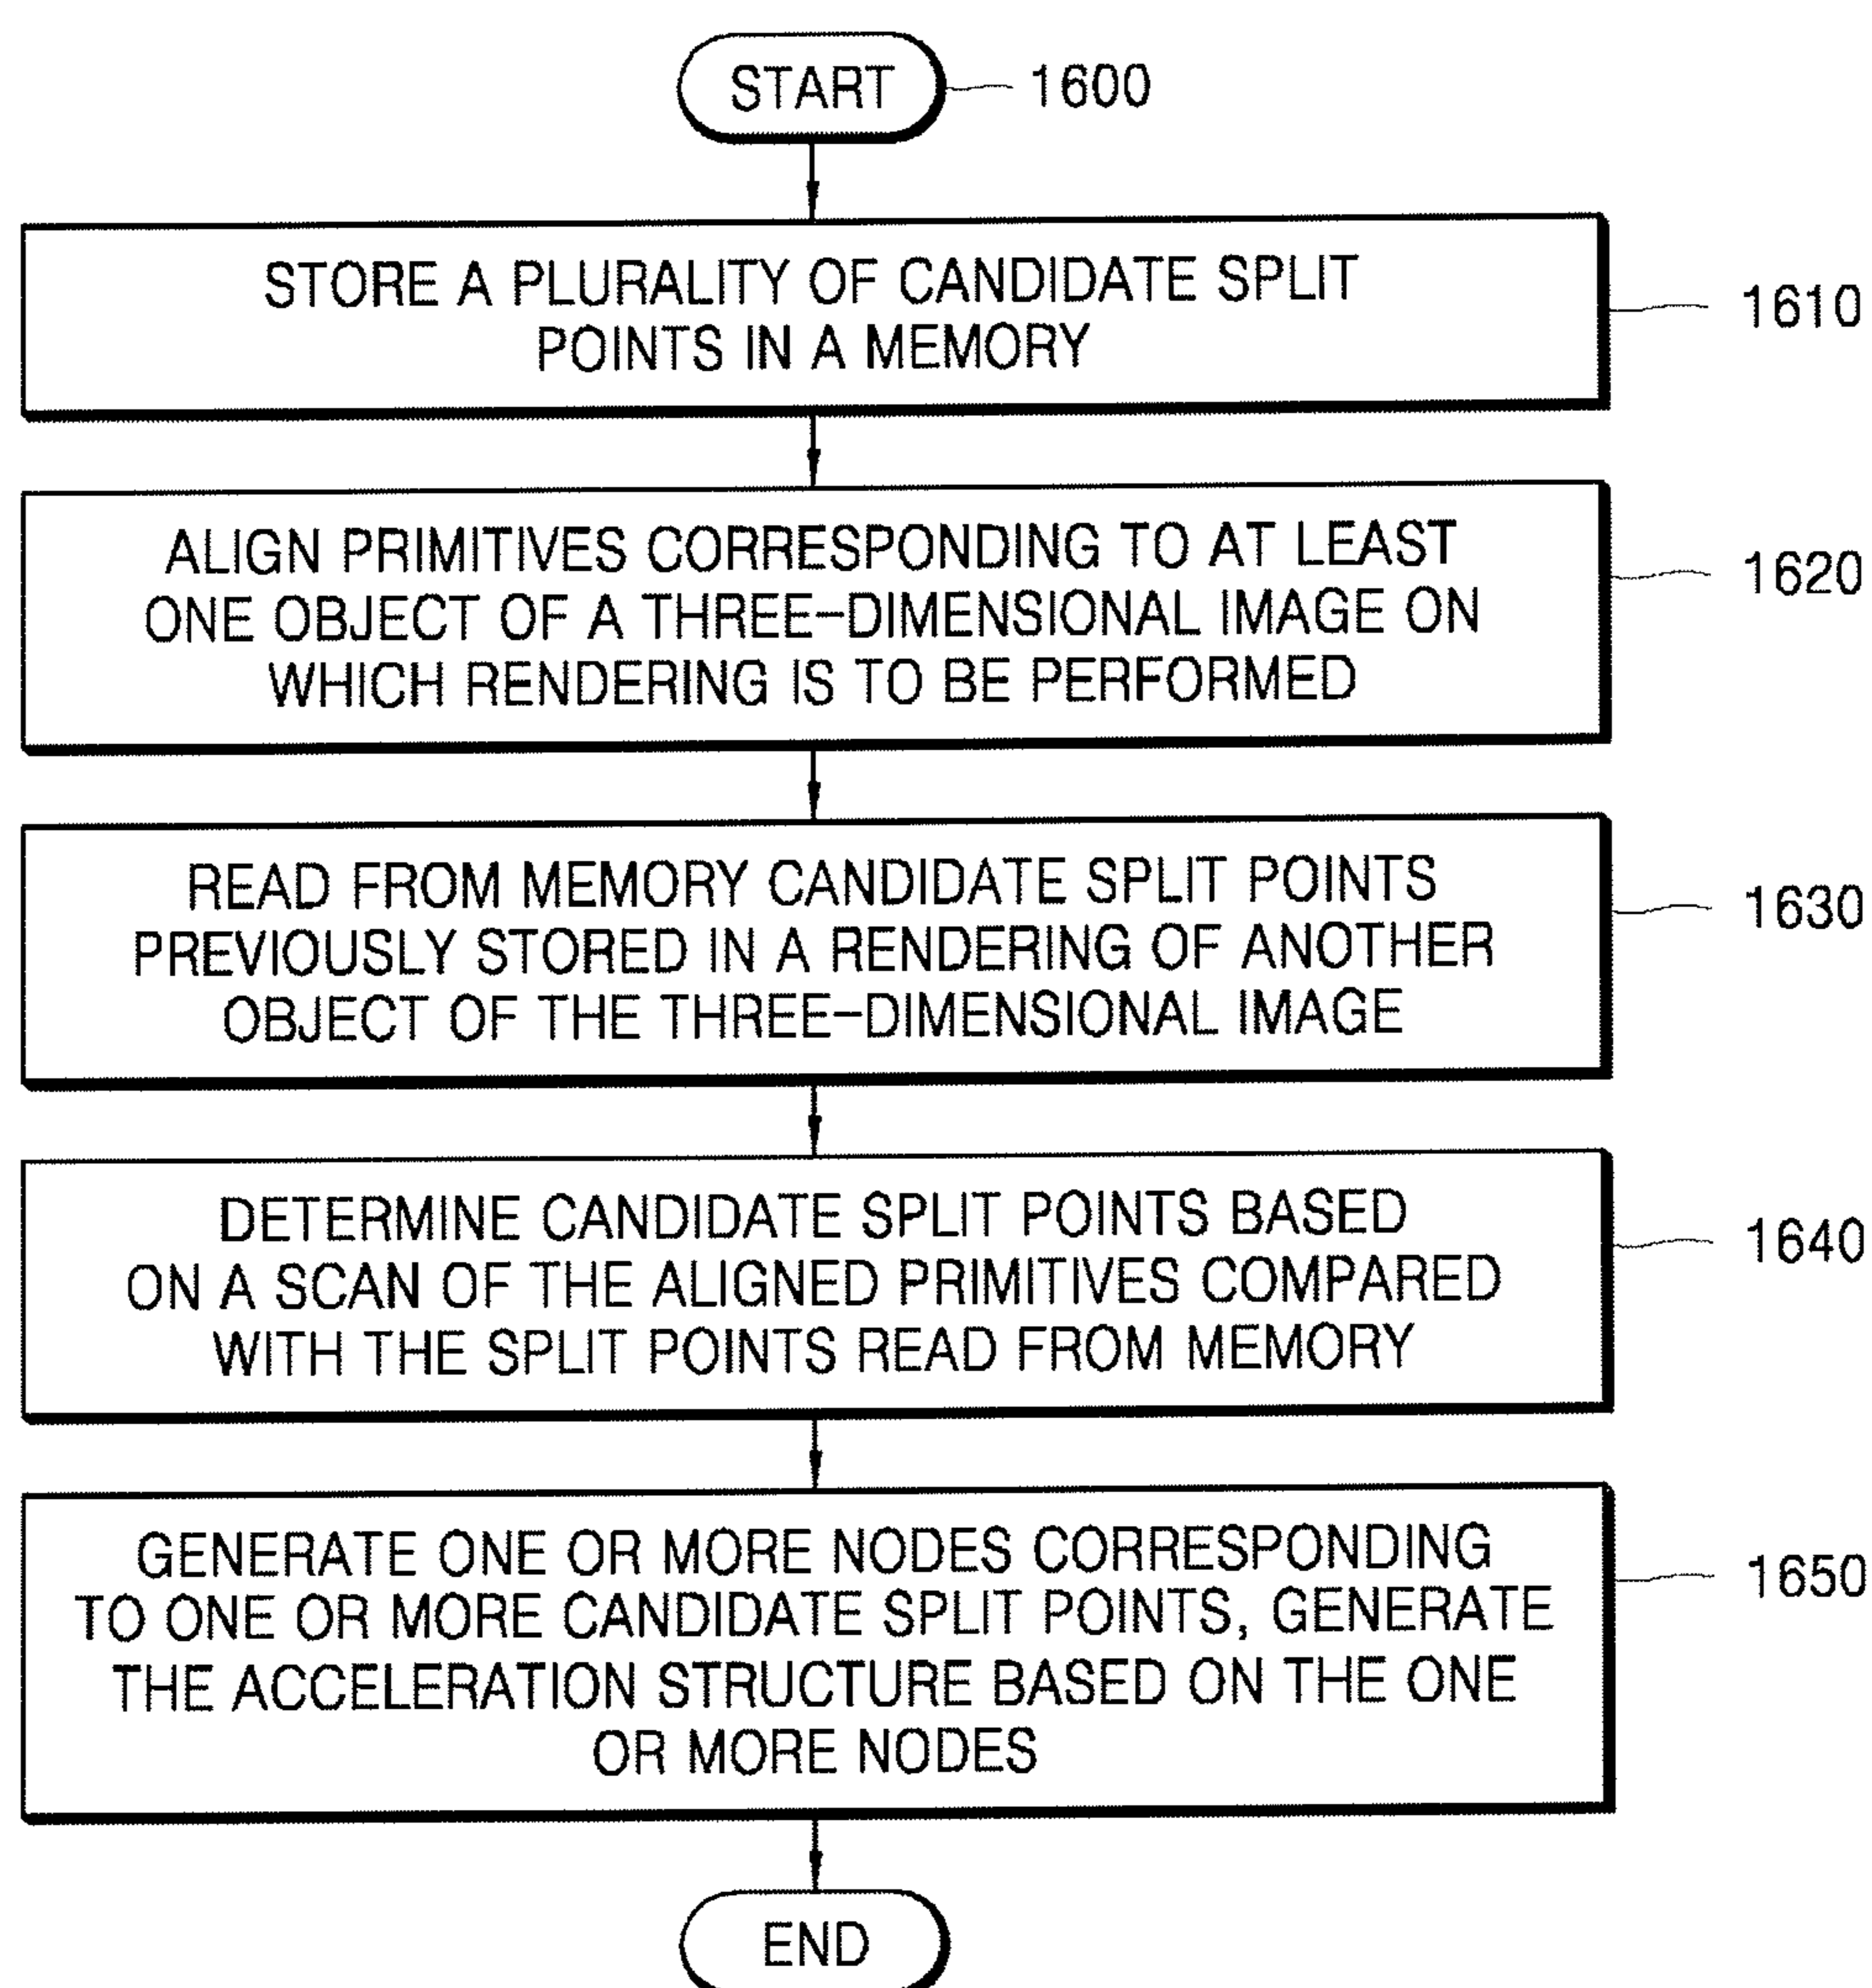 START
1600
STORE A PLURALITY OF CANDIDATE SPLIT
POINTS IN A MEMORY
1610
ALIGN PRIMITIVES CORRESPONDING TO AT LEAST
ONE OBJECT OF A THREE-DIMENSIONAL IMAGE ON
WHICH RENDERING IS TO BE PERFORMED
1620
READ FROM MEMORY CANDIDATE SPLIT POINTS
PREVIOUSLY STORED IN A RENDERING OF ANOTHER
OBJECT OF THE THREE-DIMENSIONAL IMAGE
1630
DETERMINE CANDIDATE SPLIT POINTS BASED
ON A SCAN OF THE ALIGNED PRIMITIVES COMPARED
WITH THE SPLIT POINTS READ FROM MEMORY
1640
GENERATE ONE OR MORE NODES CORRESPONDING
TO ONE OR MORE CANDIDATE SPLIT POINTS, GENERATE
THE ACCELERATION STRUCTURE BASED ON THE ONE
OR MORE NODES
1650
END